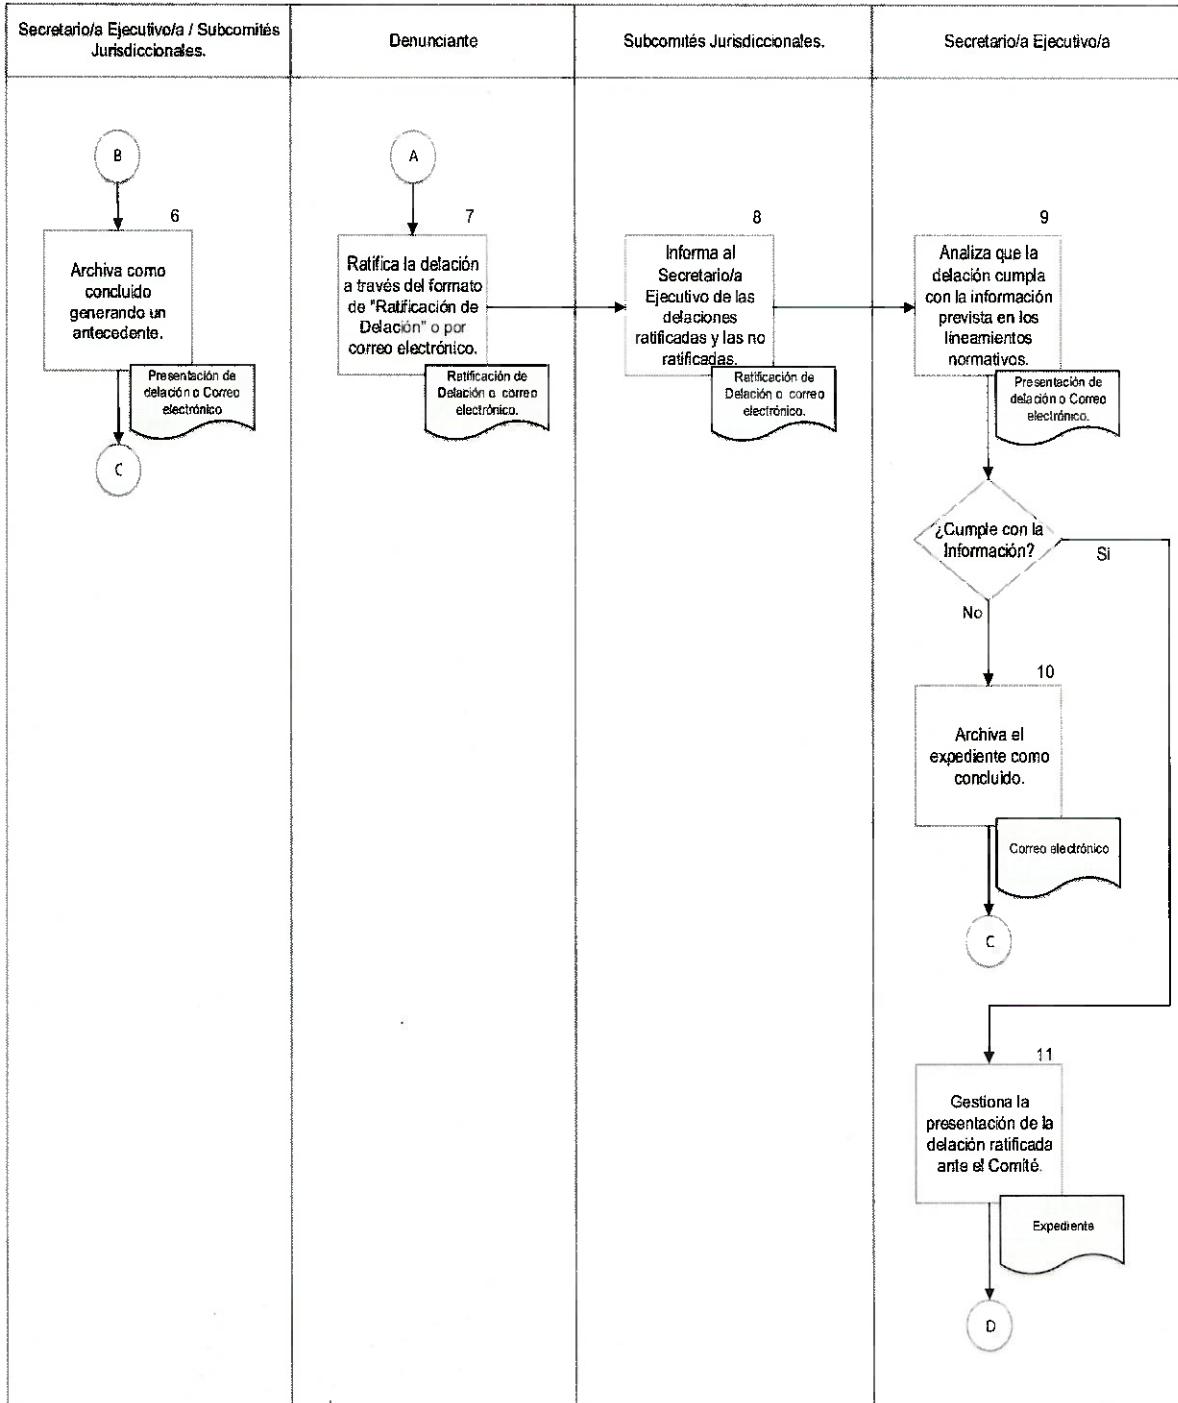 Secretario/a Ejecutivo/a / Subcomités
Jurisdiccionales.
Denunciante
Subcomités Jurisdiccionales.
Secretario/a Ejecutivo/a
B
6
Archiva como
concluido
generando un
antecedente.
Presentación de
delación o Correo
electrónico
C
A
7
Ratifica la delación
a través del formato
de "Ratificación de
Delación" o por
correo electrónico.
Ratificación de
Delación o correo
electrónico.
8
Informa al
Secretario/a
Ejecutivo de las
delaciones
ratificadas y las no
ratificadas.
Ratificación de
Delación o correo
electrónico.
9
Analiza que la
delación cumpla
con la información
prevista en los
lineamientos
normativos.
Presentación de
delación o Correo
electrónico.
¿Cumple con la
Información?
Si
No
10
Archiva el
expediente como
concluido.
Correo electrónico
C
11
Gestiona la
presentación de la
delación ratificada
ante el Comité.
Expediente
D